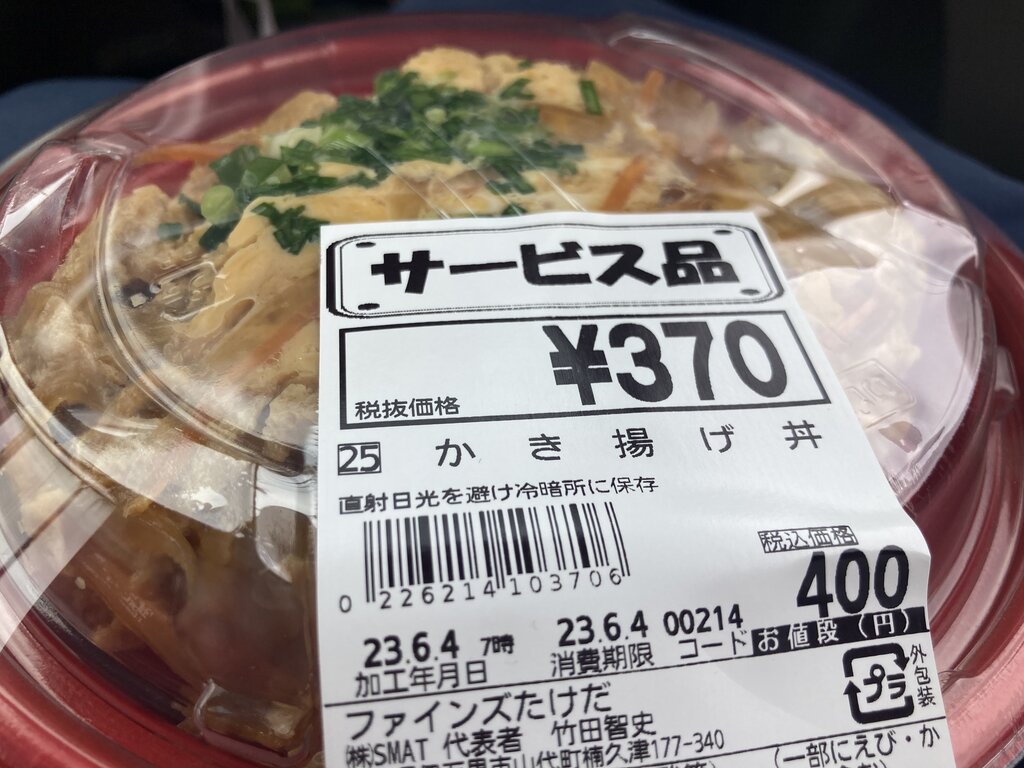 サービス品
¥370
税抜価格
25 かき揚げ丼
直射日光を避け冷暗所に保存
0 226214 103706
税込価格
400
お値段(円)
23.6.4 7時 23.6.4 00214
加工年月日 消費期限 コード
プラ 外包装
ファインズたけだ
(株)SMAT 代表者 竹田智史
山代町楠久津177-340
(一部にえび・か